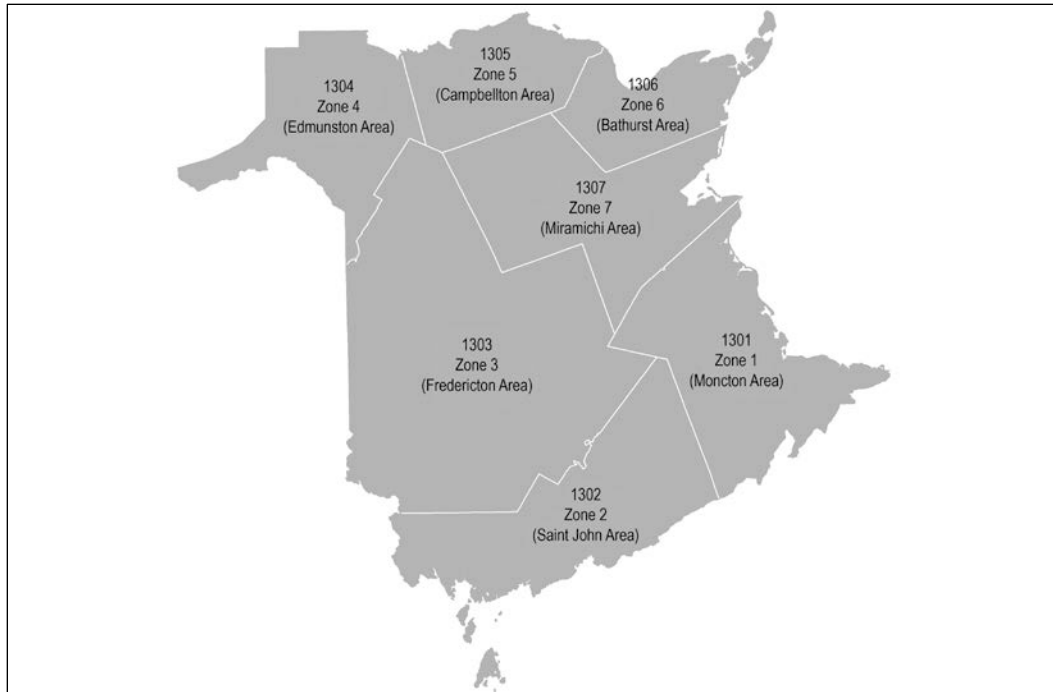 1305
Zone 5
(Campbellton Area)
1304
Zone 4
(Edmunston Area)
1306
Zone 6
(Bathurst Area)
1307
Zone 7
(Miramichi Area)
1303
Zone 3
(Fredericton Area)
1301
Zone 1
(Moncton Area)
1302
Zone 2
(Saint John Area)